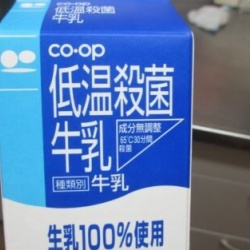 低温殺菌
牛乳
co·op
低温殺菌
牛乳
成分無調整
65℃30分間
殺菌
種類別 牛乳
生乳100%使用